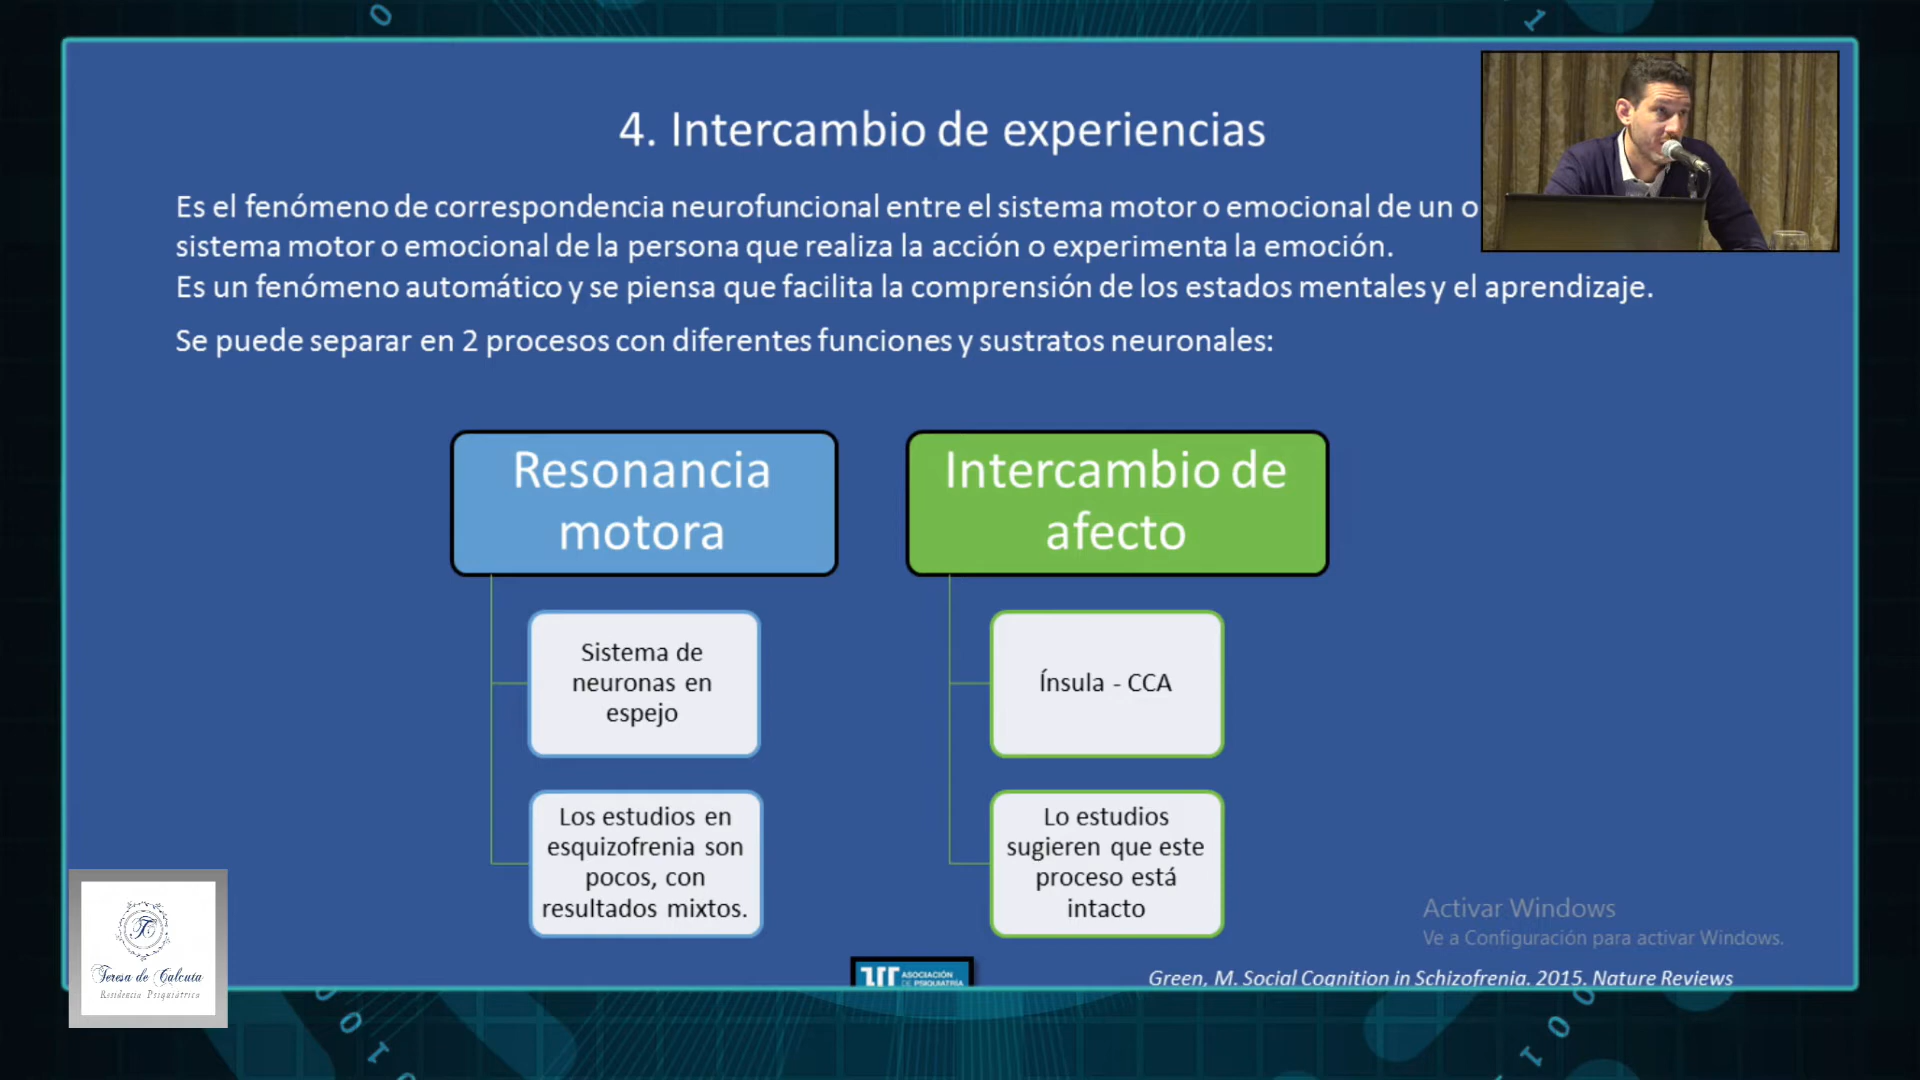 4. Intercambio de experiencias
Es el fenómeno de correspondencia neurofuncional entre el sistema motor o emocional de un o
sistema motor o emocional de la persona que realiza la acción o experimenta la emoción.
Es un fenómeno automático y se piensa que facilita la comprensión de los estados mentales y el aprendizaje.
Se puede separar en 2 procesos con diferentes funciones y sustratos neuronales:
Resonancia
motora
Sistema de
neuronas en
espejo
Los estudios en
esquizofrenia son
pocos, con
resultados mixtos.
Intercambio de
afecto
Ínsula - CCA
Lo estudios
sugieren que este
proceso está
intacto
Activar Windows
Ve a Configuración para activar Windows.
Teresa de Calcuta
Residencia Psiquiátrica
ASOCIACIÓN
DE PSIQUIATRÍA
Green, M. Social Cognition in Schizofrenia. 2015. Nature Reviews